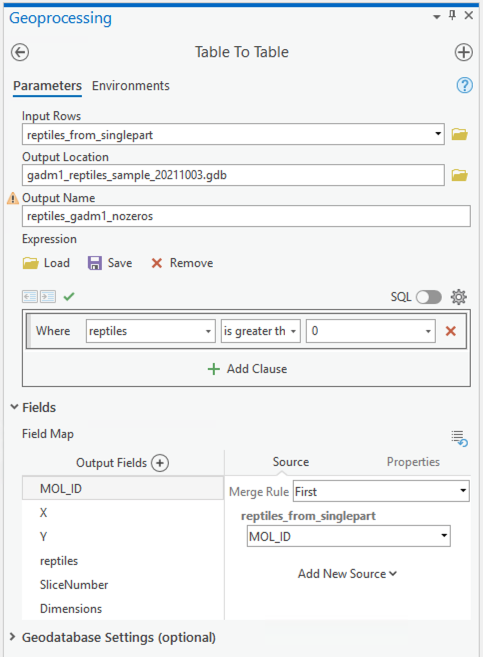 Geoprocessing
Table To Table
Parameters Environments
Input Rows
reptiles_from_singlepart
Output Location
gadm1_reptiles_sample_20211003.gdb
Output Name
reptiles_gadm1_nozeros
Expression
Load Save Remove
SQL
Where reptiles is greater th 0
Add Clause
Fields
Field Map
Output Fields Source Properties
MOL_ID
X
Y
reptiles
SliceNumber
Dimensions
Merge Rule First
reptiles_from_singlepart
MOL_ID
Add New Source
Geodatabase Settings (optional)